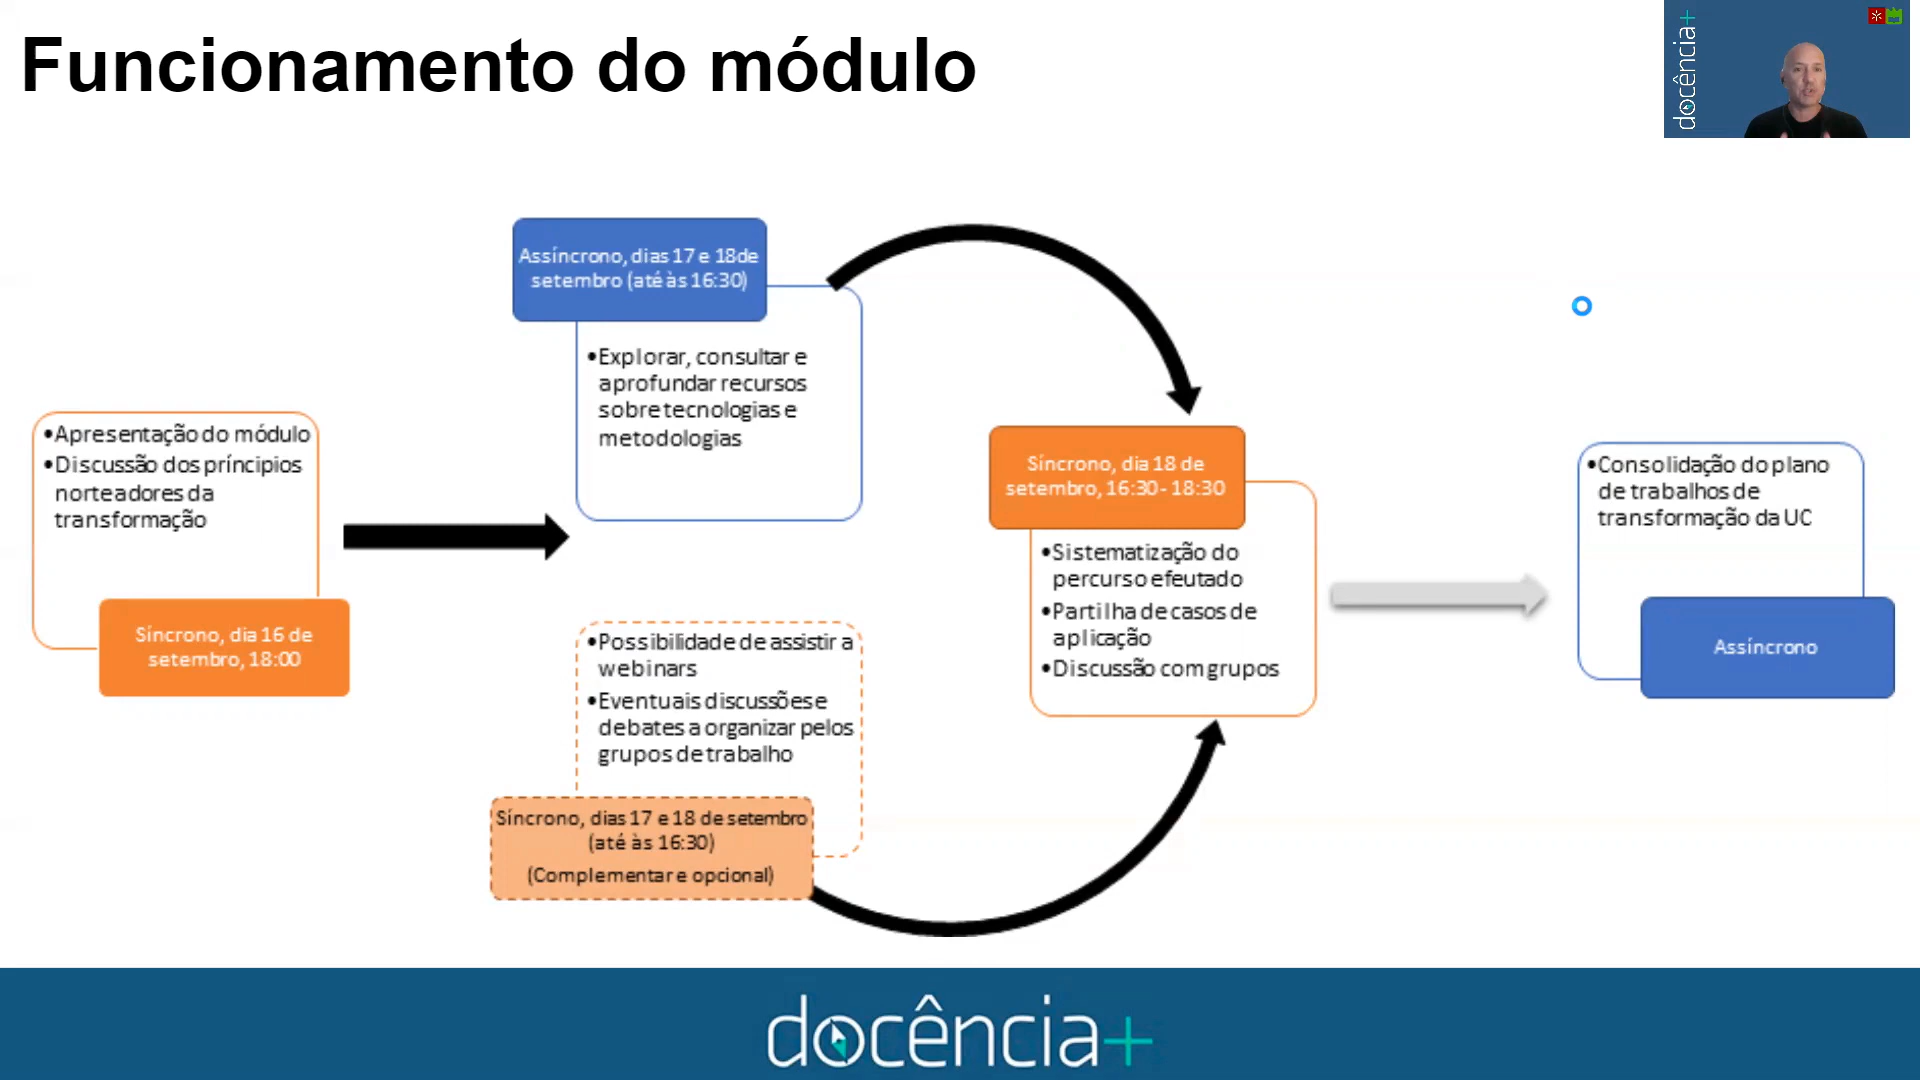 Funcionamento do módulo
docência+
•Apresentação do módulo
•Discussão dos príncipios
norteadores da
transformação
Síncrono, dia 16 de
setembro, 18:00
Assíncrono, dias 17 e 18de
setembro (até às 16:30)
•Explorar, consultar e
aprofundar recursos
sobre tecnologias e
metodologias
•Possibilidade de assistir a
webinars
•Eventuais discussões e
debates a organizar pelos
grupos de trabalho
Síncrono, dias 17 e 18 de setembro
(até às 16:30)
(Complementar e opcional)
Síncrono, dia 18 de
setembro, 16:30 - 18:30
•Sistematização do
percurso efeutado
•Partilha de casos de
aplicação
•Discussão com grupos
•Consolidação do plano
de trabalhos de
transformação da UC
Assíncrono
docência+